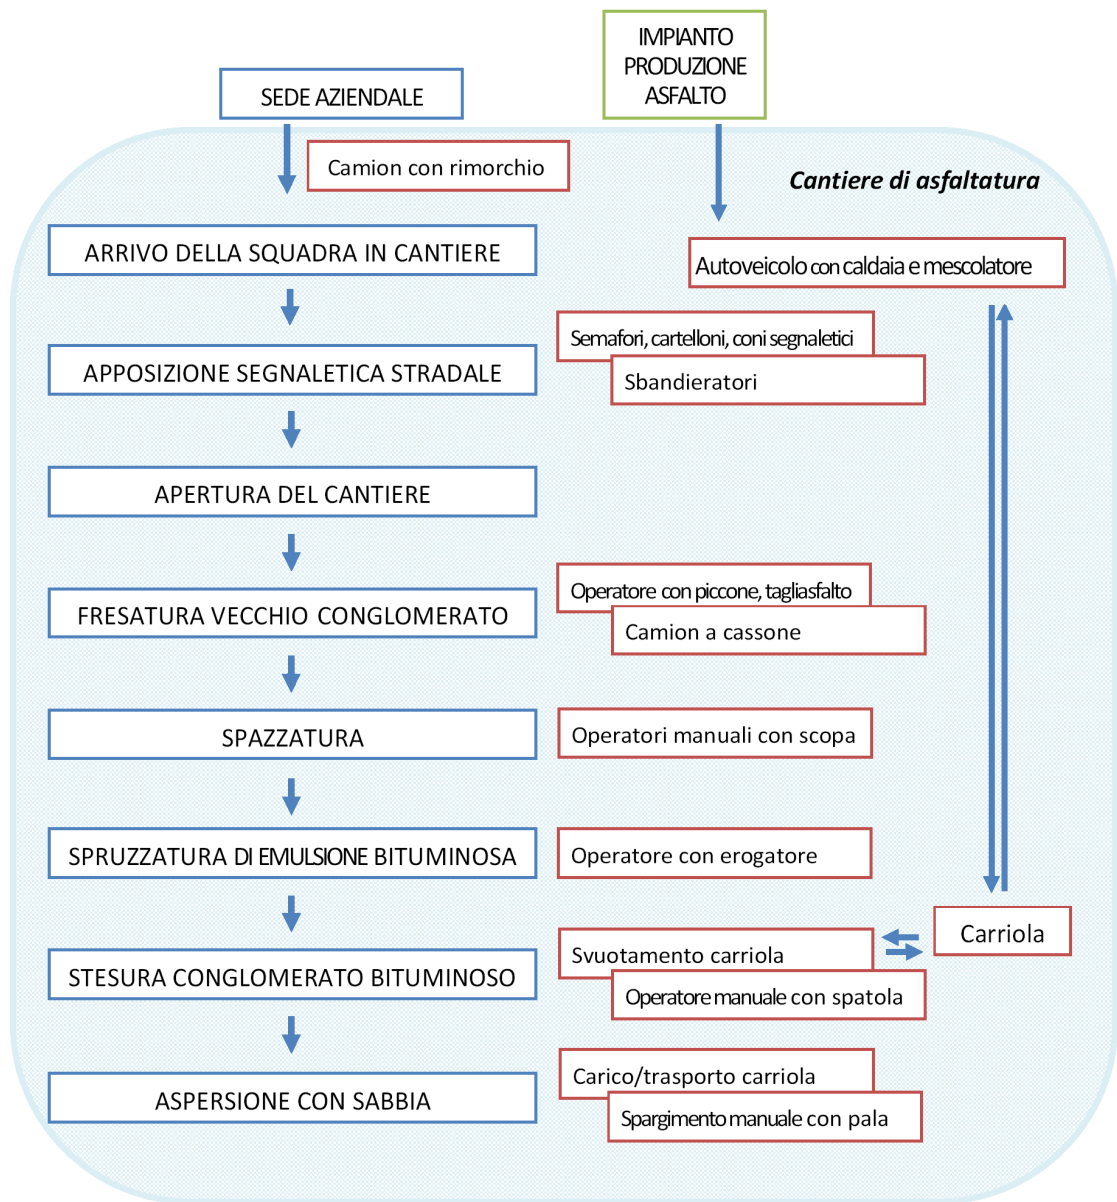 IMPIANTO
PRODUZIONE
ASFALTO
SEDE AZIENDALE
Camion con rimorchio
Cantiere di asfaltatura
ARRIVO DELLA SQUADRA IN CANTIERE
Autoveicolo con caldaia e mescolatore
Semafori, cartelloni, coni segnaletici
APPOSIZIONE SEGNALETICA STRADALE
Sbandieratori
APERTURA DEL CANTIERE
Operatore con piccone, tagliasfalto
FRESATURA VECCHIO CONGLOMERATO
Camion a cassone
SPAZZATURA
Operatori manuali con scopa
SPRUZZATURA DI EMULSIONE BITUMINOSA
Operatore con erogatore
Carriola
Svuotamento carriola
STESURA CONGLOMERATO BITUMINOSO
Operatore manuale con spatola
Carico/trasporto carriola
ASPERSIONE CON SABBIA
Spargimento manuale con pala